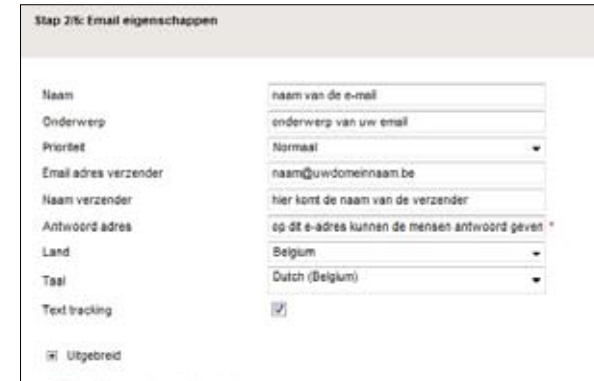 Stap 2/5: Email eigenschappen
Naam naam van de e-mail
Onderwerp onderwerp van uw email
Prioriteit Normaal
Email adres verzender naam@uwdomeinnaam.be
Naam verzender hier komt de naam van de verzender
Antwoord adres op dit e-adres kunnen de mensen antwoord geven *
Land Belgium
Taal Dutch (Belgium)
Text tracking
Uitgebreid